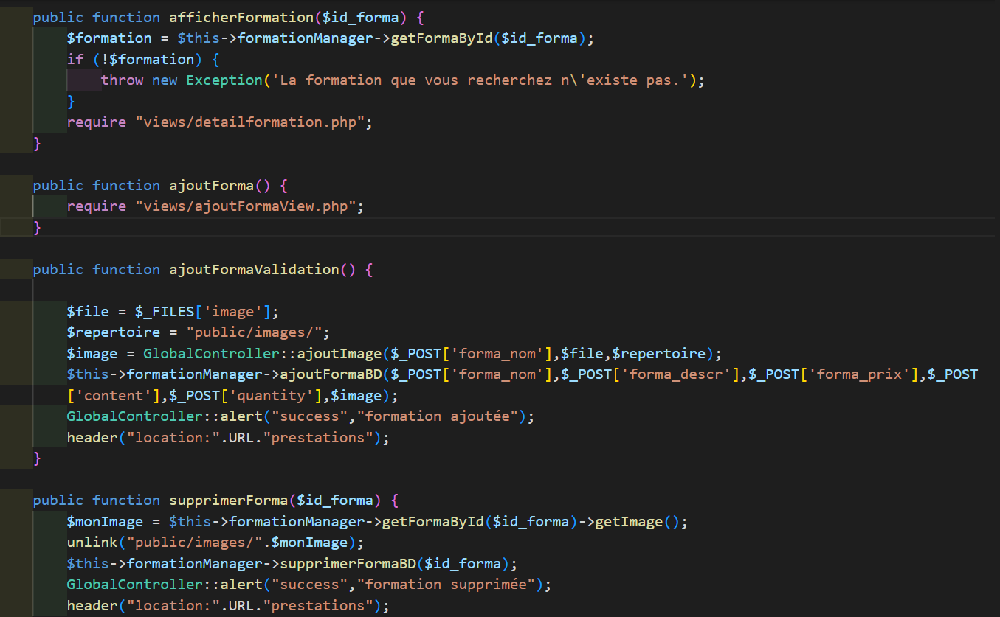 public function afficherFormation($id_forma) {
$formation = $this->formationManager->getFormaById($id_forma);
if (!$formation) {
throw new Exception('La formation que vous recherchez n\'existe pas.');
}
require "views/detailformation.php";
}
public function ajoutForma() {
require "views/ajoutFormaView.php";
}
public function ajoutFormaValidation() {
$file = $_FILES['image'];
$repertoire = "public/images/";
$image = GlobalController::ajoutImage($_POST['forma_nom'],$file,$repertoire);
$this->formationManager->ajoutFormaBD($_POST['forma_nom'],$_POST['forma_descr'],$_POST['forma_prix'],$_POST
['content'],$_POST['quantity'],$image);
GlobalController::alert("success","formation ajoutée");
header("location:".URL."prestations");
}
public function supprimerForma($id_forma) {
$monImage = $this->formationManager->getFormaById($id_forma)->getImage();
unlink("public/images/".$monImage);
$this->formationManager->supprimerFormaBD($id_forma);
GlobalController::alert("success","formation supprimée");
header("location:".URL."prestations");